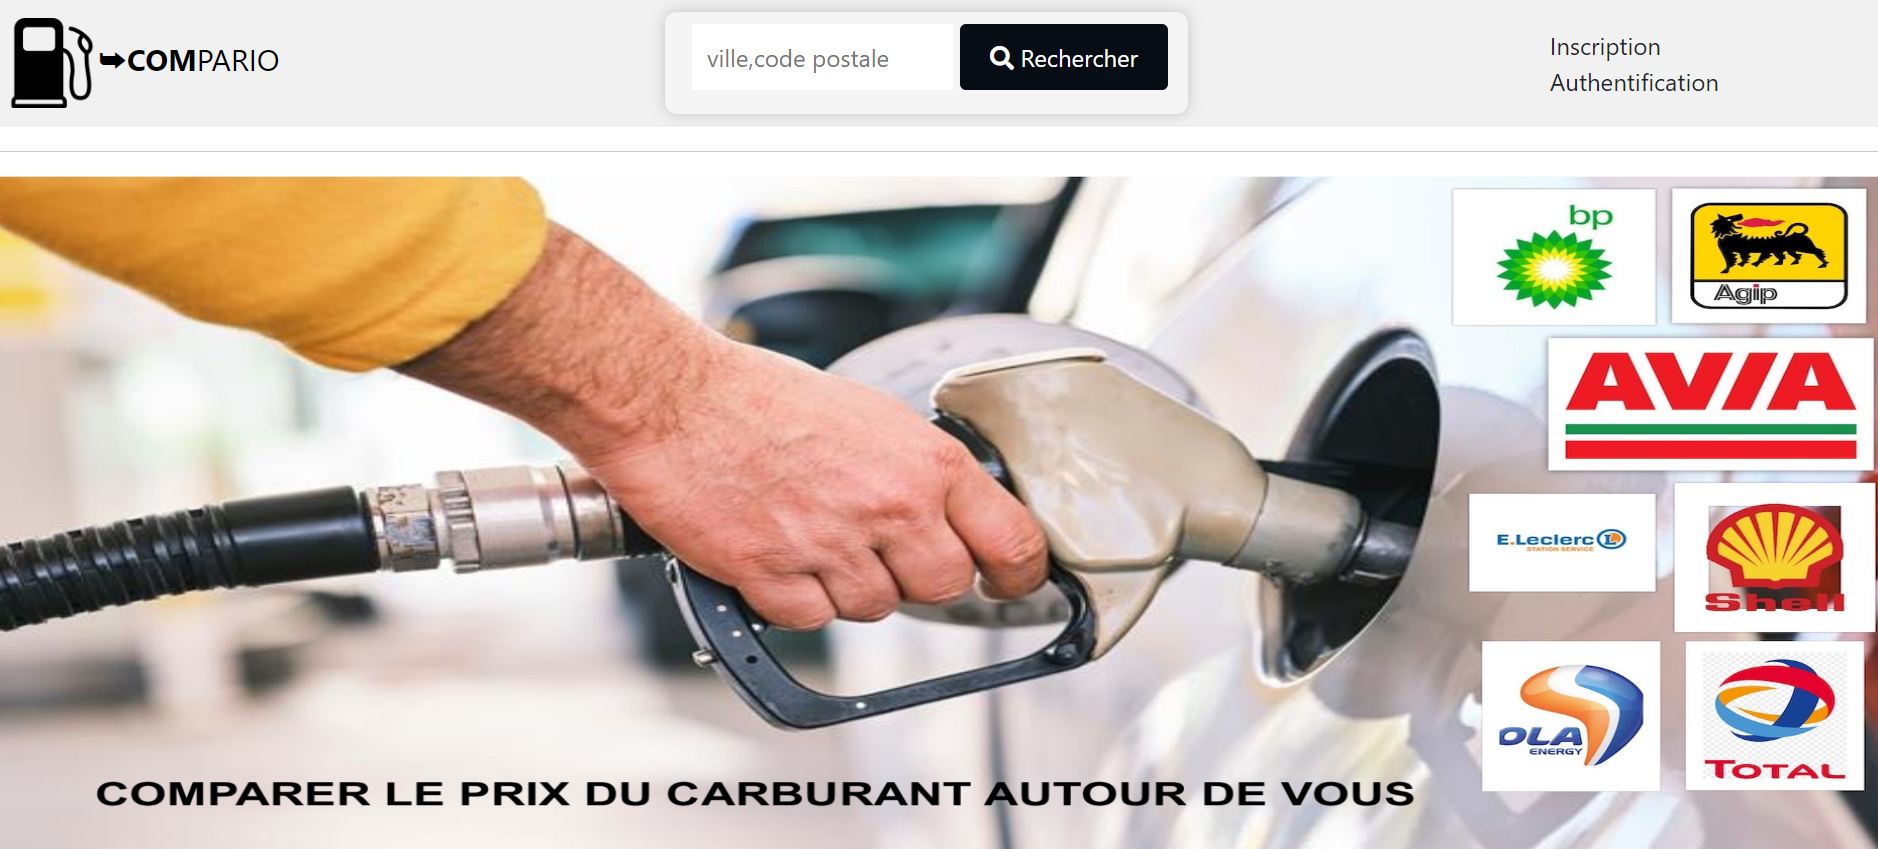 ➥COMPARIO
ville,code postale
Rechercher
Inscription
Authentification
bp
Agip
AVIA
E.Leclerc L
STATION SERVICE
Shell
OLA
ENERGY
TOTAL
COMPARER LE PRIX DU CARBURANT AUTOUR DE VOUS